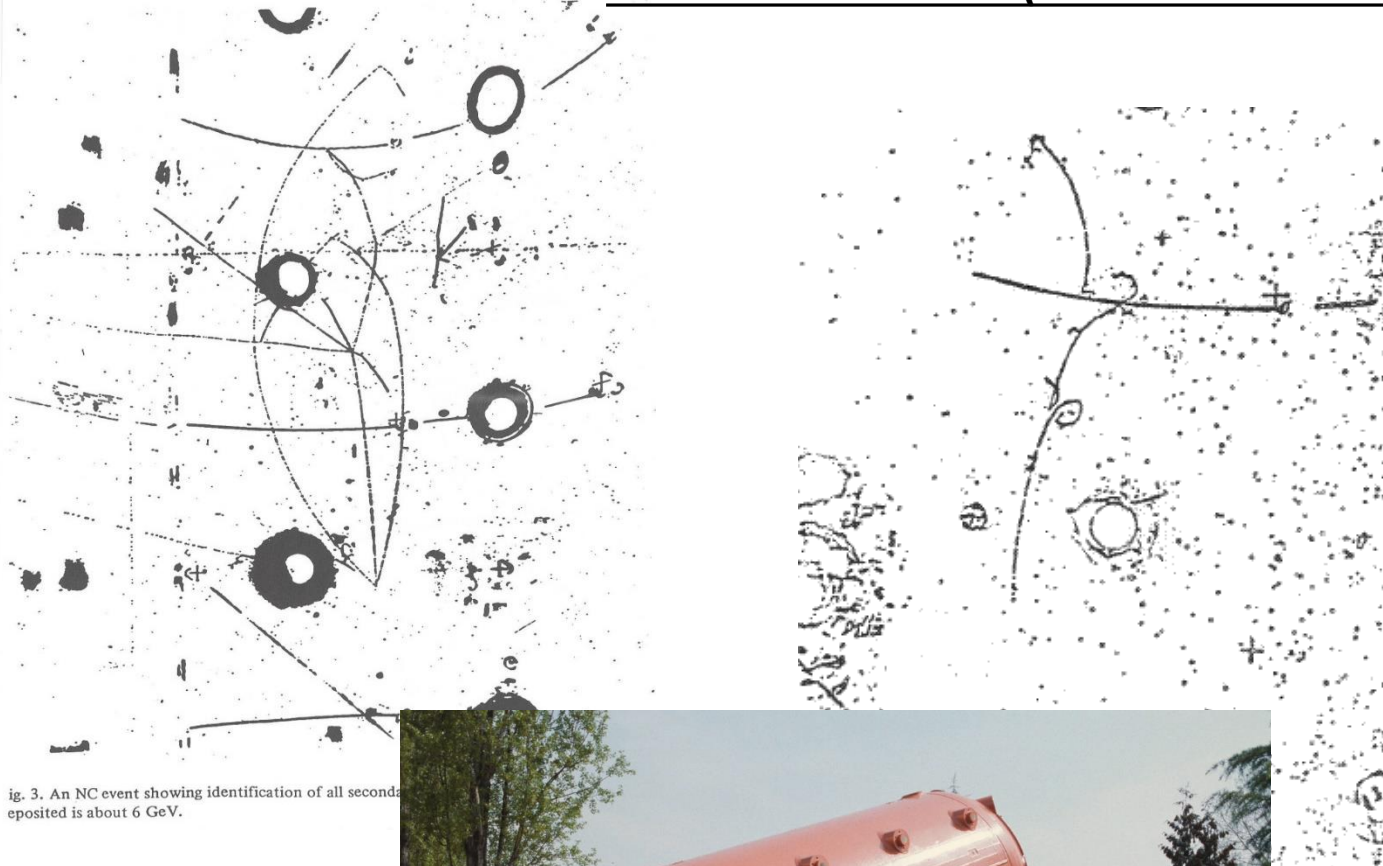 ig. 3. An NC event showing identification of all seconda
eposited is about 6 GeV.